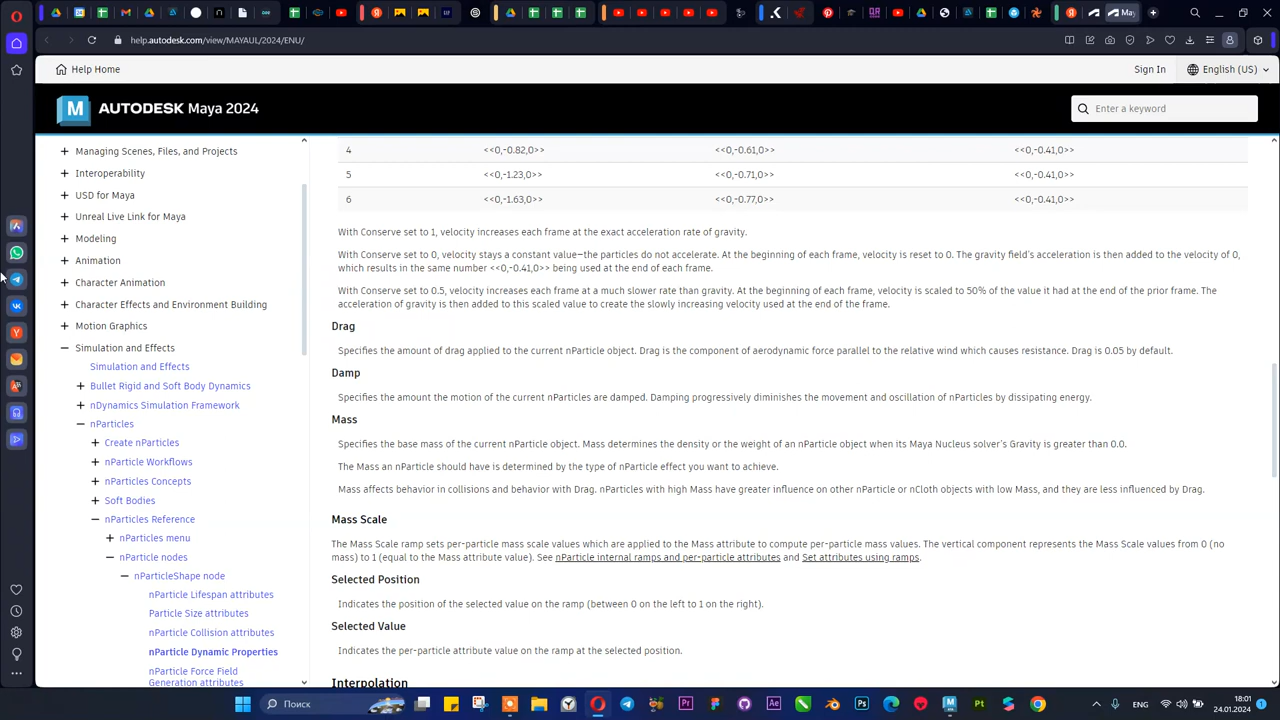 help.autodesk.com/view/MAYAUL/2024/ENU/
May
Help Home
Sign In
English (US)
M AUTODESK Maya 2024
Enter a keyword
Managing Scenes, Files, and Projects
Interoperability
USD for Maya
Unreal Live Link for Maya
Modeling
Animation
Character Animation
Character Effects and Environment Building
Motion Graphics
Simulation and Effects
Simulation and Effects
Bullet Rigid and Soft Body Dynamics
nDynamics Simulation Framework
nParticles
Create nParticles
nParticle Workflows
nParticles Concepts
Soft Bodies
nParticles Reference
nParticles menu
nParticle nodes
nParticleShape node
nParticle Lifespan attributes
Particle Size attributes
nParticle Collision attributes
nParticle Dynamic Properties
nParticle Force Field
Generation attributes
4 <<0,-0.82,0>> <<0,-0.61,0>> <<0,-0.41,0>>
5 <<0,-1.23,0>> <<0,-0.71,0>> <<0,-0.41,0>>
6 <<0,-1.63,0>> <<0,-0.77,0>> <<0,-0.41,0>>
With Conserve set to 1, velocity increases each frame at the exact acceleration rate of gravity.
With Conserve set to 0, velocity stays a constant value—the particles do not accelerate. At the beginning of each frame, velocity is reset to 0. The gravity field's acceleration is then added to the velocity of 0,
which results in the same number <<0,-0.41,0>> being used at the end of each frame.
With Conserve set to 0.5, velocity increases each frame at a much slower rate than gravity. At the beginning of each frame, velocity is scaled to 50% of the value it had at the end of the prior frame. The
acceleration of gravity is then added to this scaled value to create the slowly increasing velocity used at the end of the frame.
Drag
Specifies the amount of drag applied to the current nParticle object. Drag is the component of aerodynamic force parallel to the relative wind which causes resistance. Drag is 0.05 by default.
Damp
Specifies the amount the motion of the current nParticles are damped. Damping progressively diminishes the movement and oscillation of nParticles by dissipating energy.
Mass
Specifies the base mass of the current nParticle object. Mass determines the density or the weight of an nParticle object when its Maya Nucleus solver's Gravity is greater than 0.0.
The Mass an nParticle should have is determined by the type of nParticle effect you want to achieve.
Mass affects behavior in collisions and behavior with Drag. nParticles with high Mass have greater influence on other nParticle or nCloth objects with low Mass, and they are less influenced by Drag.
Mass Scale
The Mass Scale ramp sets per-particle mass scale values which are applied to the Mass attribute to compute per-particle mass values. The vertical component represents the Mass Scale values from 0 (no
mass) to 1 (equal to the Mass attribute value). See nParticle internal ramps and per-particle attributes and Set attributes using ramps.
Selected Position
Indicates the position of the selected value on the ramp (between 0 on the left to 1 on the right).
Selected Value
Indicates the per-particle attribute value on the ramp at the selected position.
Interpolation
Поиск
ENG
18:01
24.01.2024